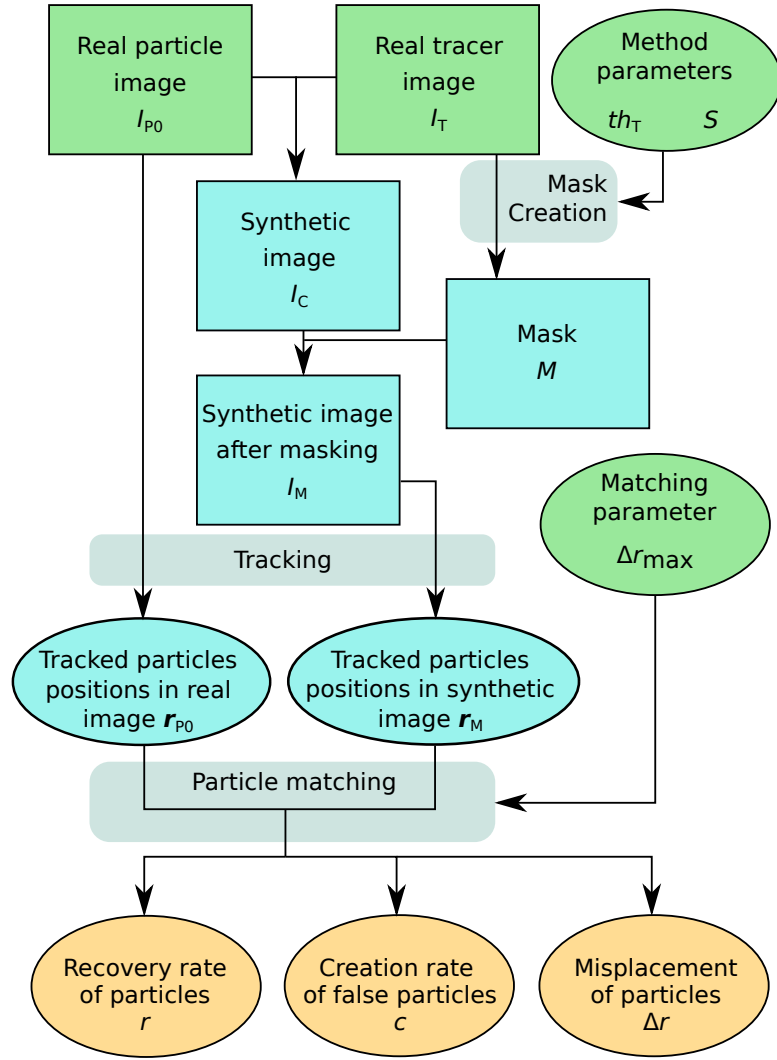 Real particle
image
I_P0
Real tracer
image
I_T
Method
parameters
th_T S
Mask
Creation
Synthetic
image
I_C
Mask
M
Synthetic image
after masking
I_M
Matching
parameter
Δr_max
Tracking
Tracked particles
positions in real
image r_P0
Tracked particles
positions in synthetic
image r_M
Particle matching
Recovery rate
of particles
r
Creation rate
of false particles
c
Misplacement
of particles
Δr